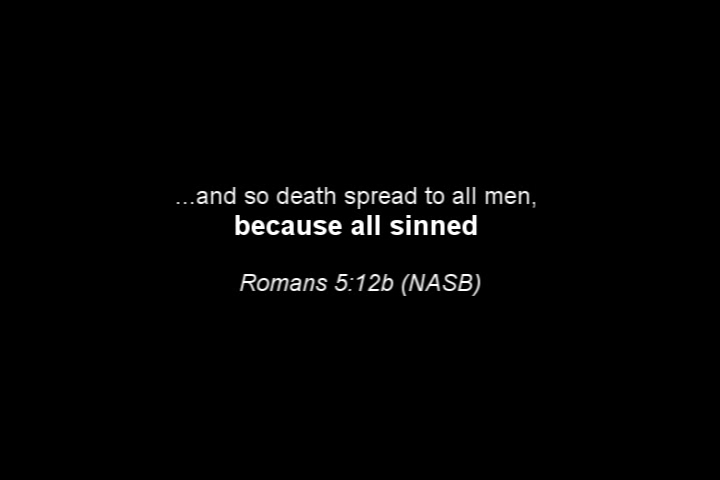 ...and so death spread to all men,
because all sinned
Romans 5:12b (NASB)